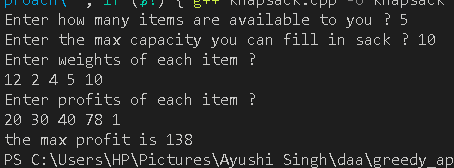 proach\ , if ($?) { g++ knapsack.cpp -o knapsack
Enter how many items are available to you ? 5
Enter the max capacity you can fill in sack ? 10
Enter weights of each item ?
12 2 4 5 10
Enter profits of each item ?
20 30 40 78 1
the max profit is 138
PS C:\Users\HP\Pictures\Ayushi Singh\daa\greedy_ap